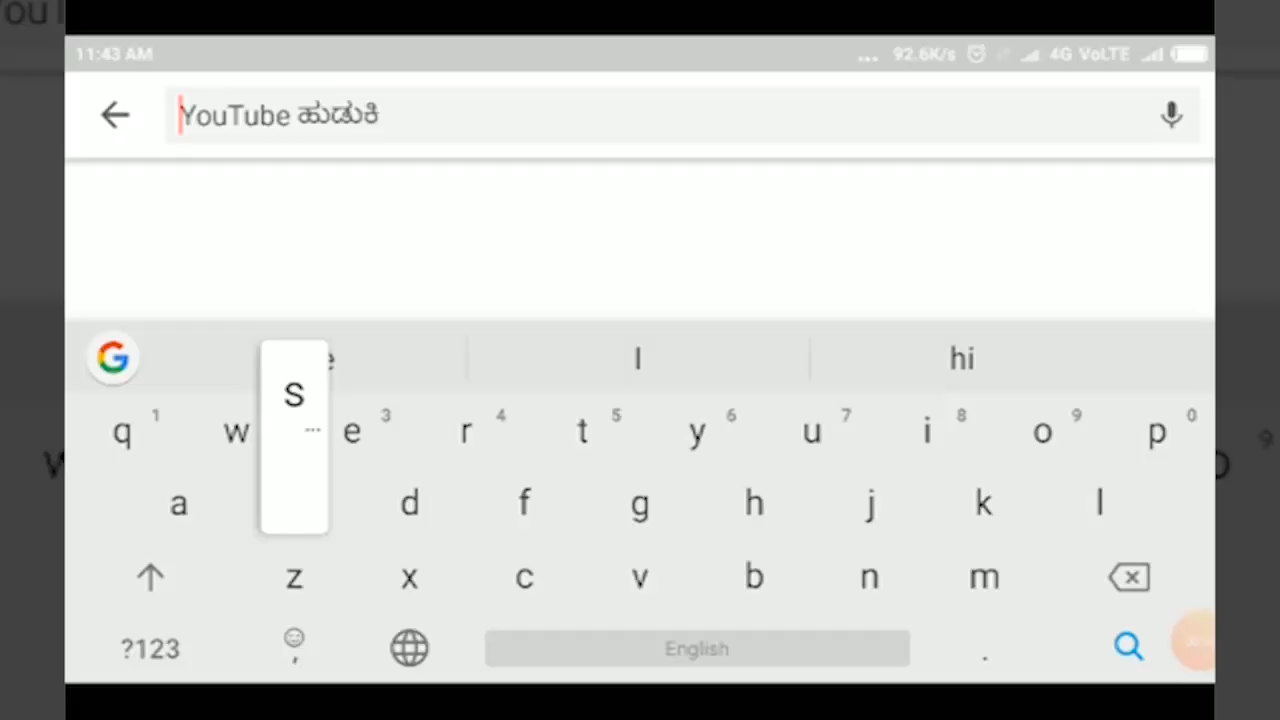 11:43 AM ... 92.6K/s 4G VoLTE
YouTube ಹುಡುಕಿ
I hi
S
q 1 w e 3 r 4 t 5 y 6 u 7 i 8 o 9 p 0
a d f g h j k l
z x c v b n m
?123 , English .